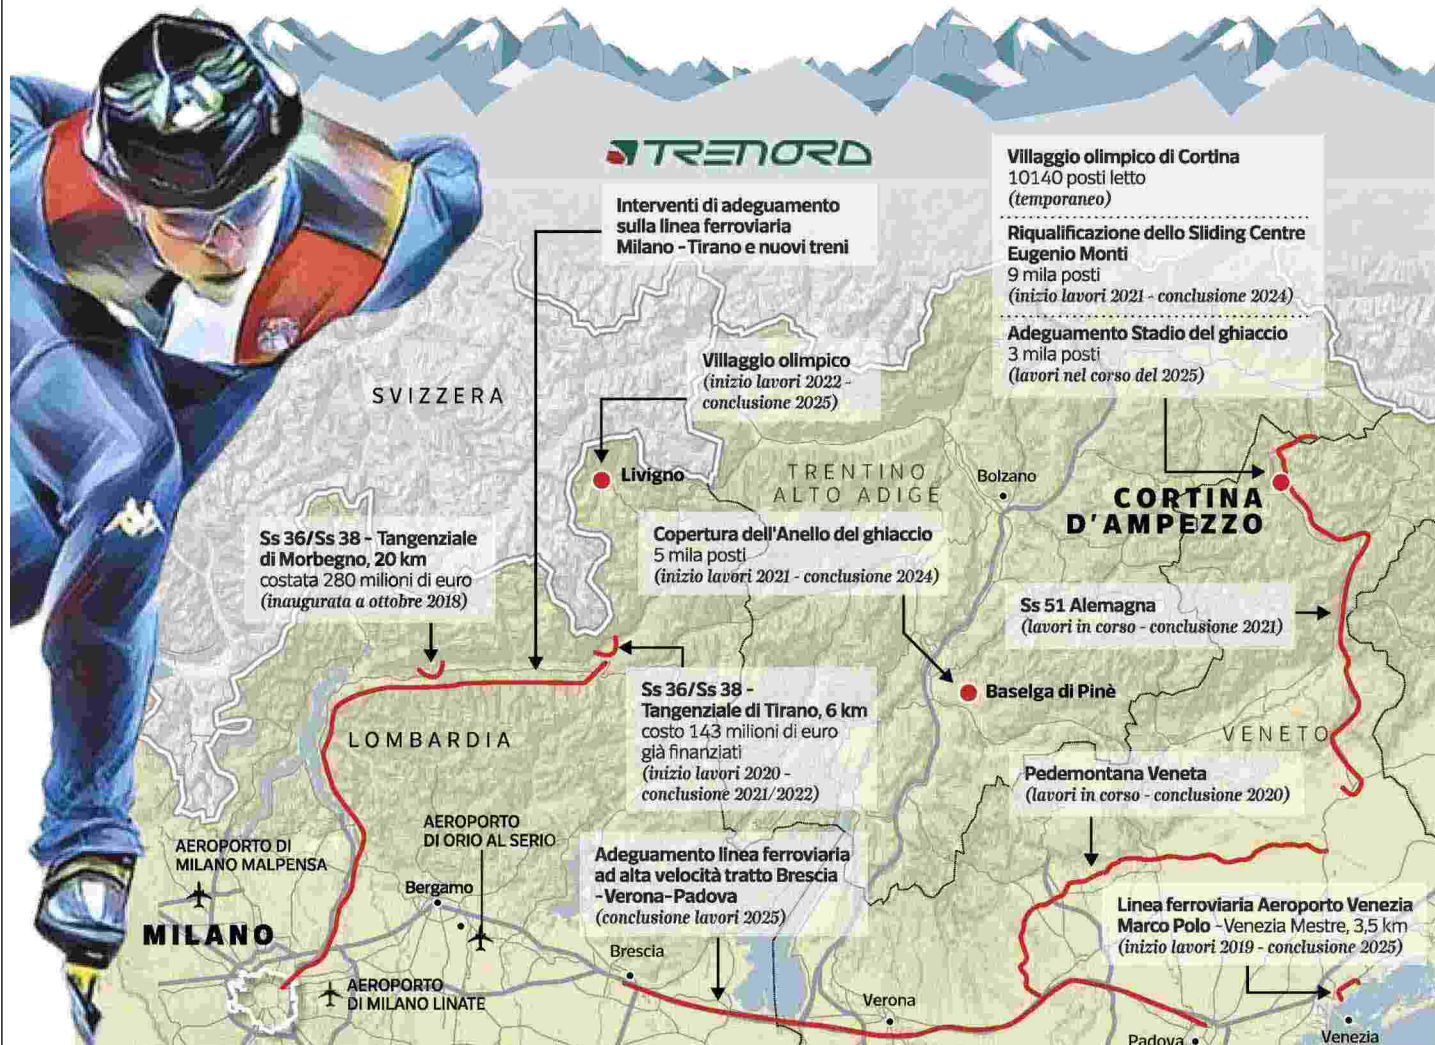 TRENORD
Interventi di adeguamento
sulla linea ferroviaria
Milano - Tirano e nuovi treni
Villaggio olimpico di Cortina
10140 posti letto
(temporaneo)
Riqualificazione dello Sliding Centre
Eugenio Monti
9 mila posti
(inizio lavori 2021 - conclusione 2024)
Adeguamento Stadio del ghiaccio
3 mila posti
(lavori nel corso del 2025)
Villaggio olimpico
(inizio lavori 2022 -
conclusione 2025)
SVIZZERA
Livigno
TRENTINO
ALTO ADIGE
Bolzano
CORTINA
D'AMPEZZO
Ss 36/Ss 38 - Tangenziale
di Morbegno, 20 km
costata 280 milioni di euro
(inaugurata a ottobre 2018)
Copertura dell'Anello del ghiaccio
5 mila posti
(inizio lavori 2021 - conclusione 2024)
Ss 51 Alemagna
(lavori in corso - conclusione 2021)
Ss 36/Ss 38 -
Tangenziale di Tirano, 6 km
costo 143 milioni di euro
già finanziati
(inizio lavori 2020 -
conclusione 2021/2022)
Baselga di Pinè
LOMBARDIA
VENETO
Pedemontana Veneta
(lavori in corso - conclusione 2020)
AEROPORTO DI
MILANO MALPENSA
AEROPORTO
DI ORIO AL SERIO
Bergamo
Adeguamento linea ferroviaria
ad alta velocità tratto Brescia
-Verona-Padova
(conclusione lavori 2025)
Linea ferroviaria Aeroporto Venezia
Marco Polo - Venezia Mestre, 3,5 km
(inizio lavori 2019 - conclusione 2025)
MILANO
Brescia
AEROPORTO
DI MILANO LINATE
Verona
Padova
Venezia